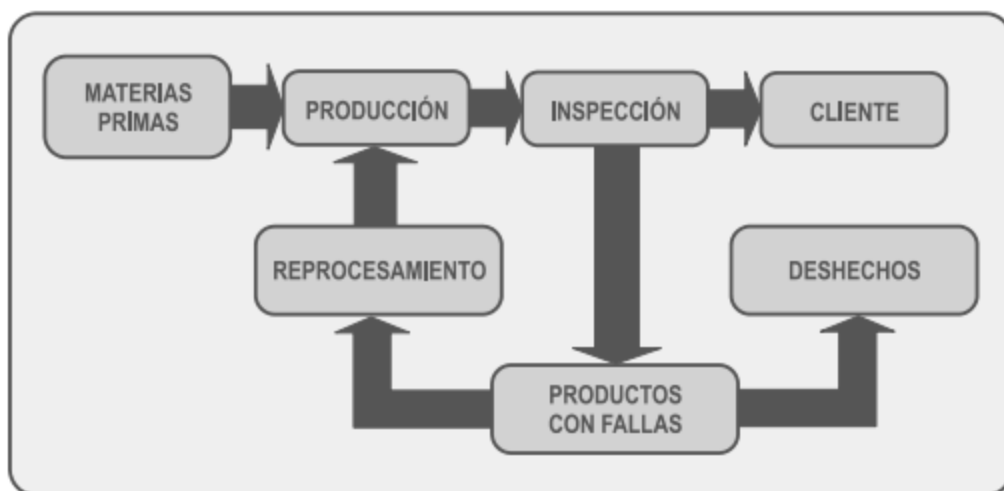 MATERIAS
PRIMAS
PRODUCCIÓN
INSPECCIÓN
CLIENTE
REPROCESAMIENTO
DESHECHOS
PRODUCTOS
CON FALLAS